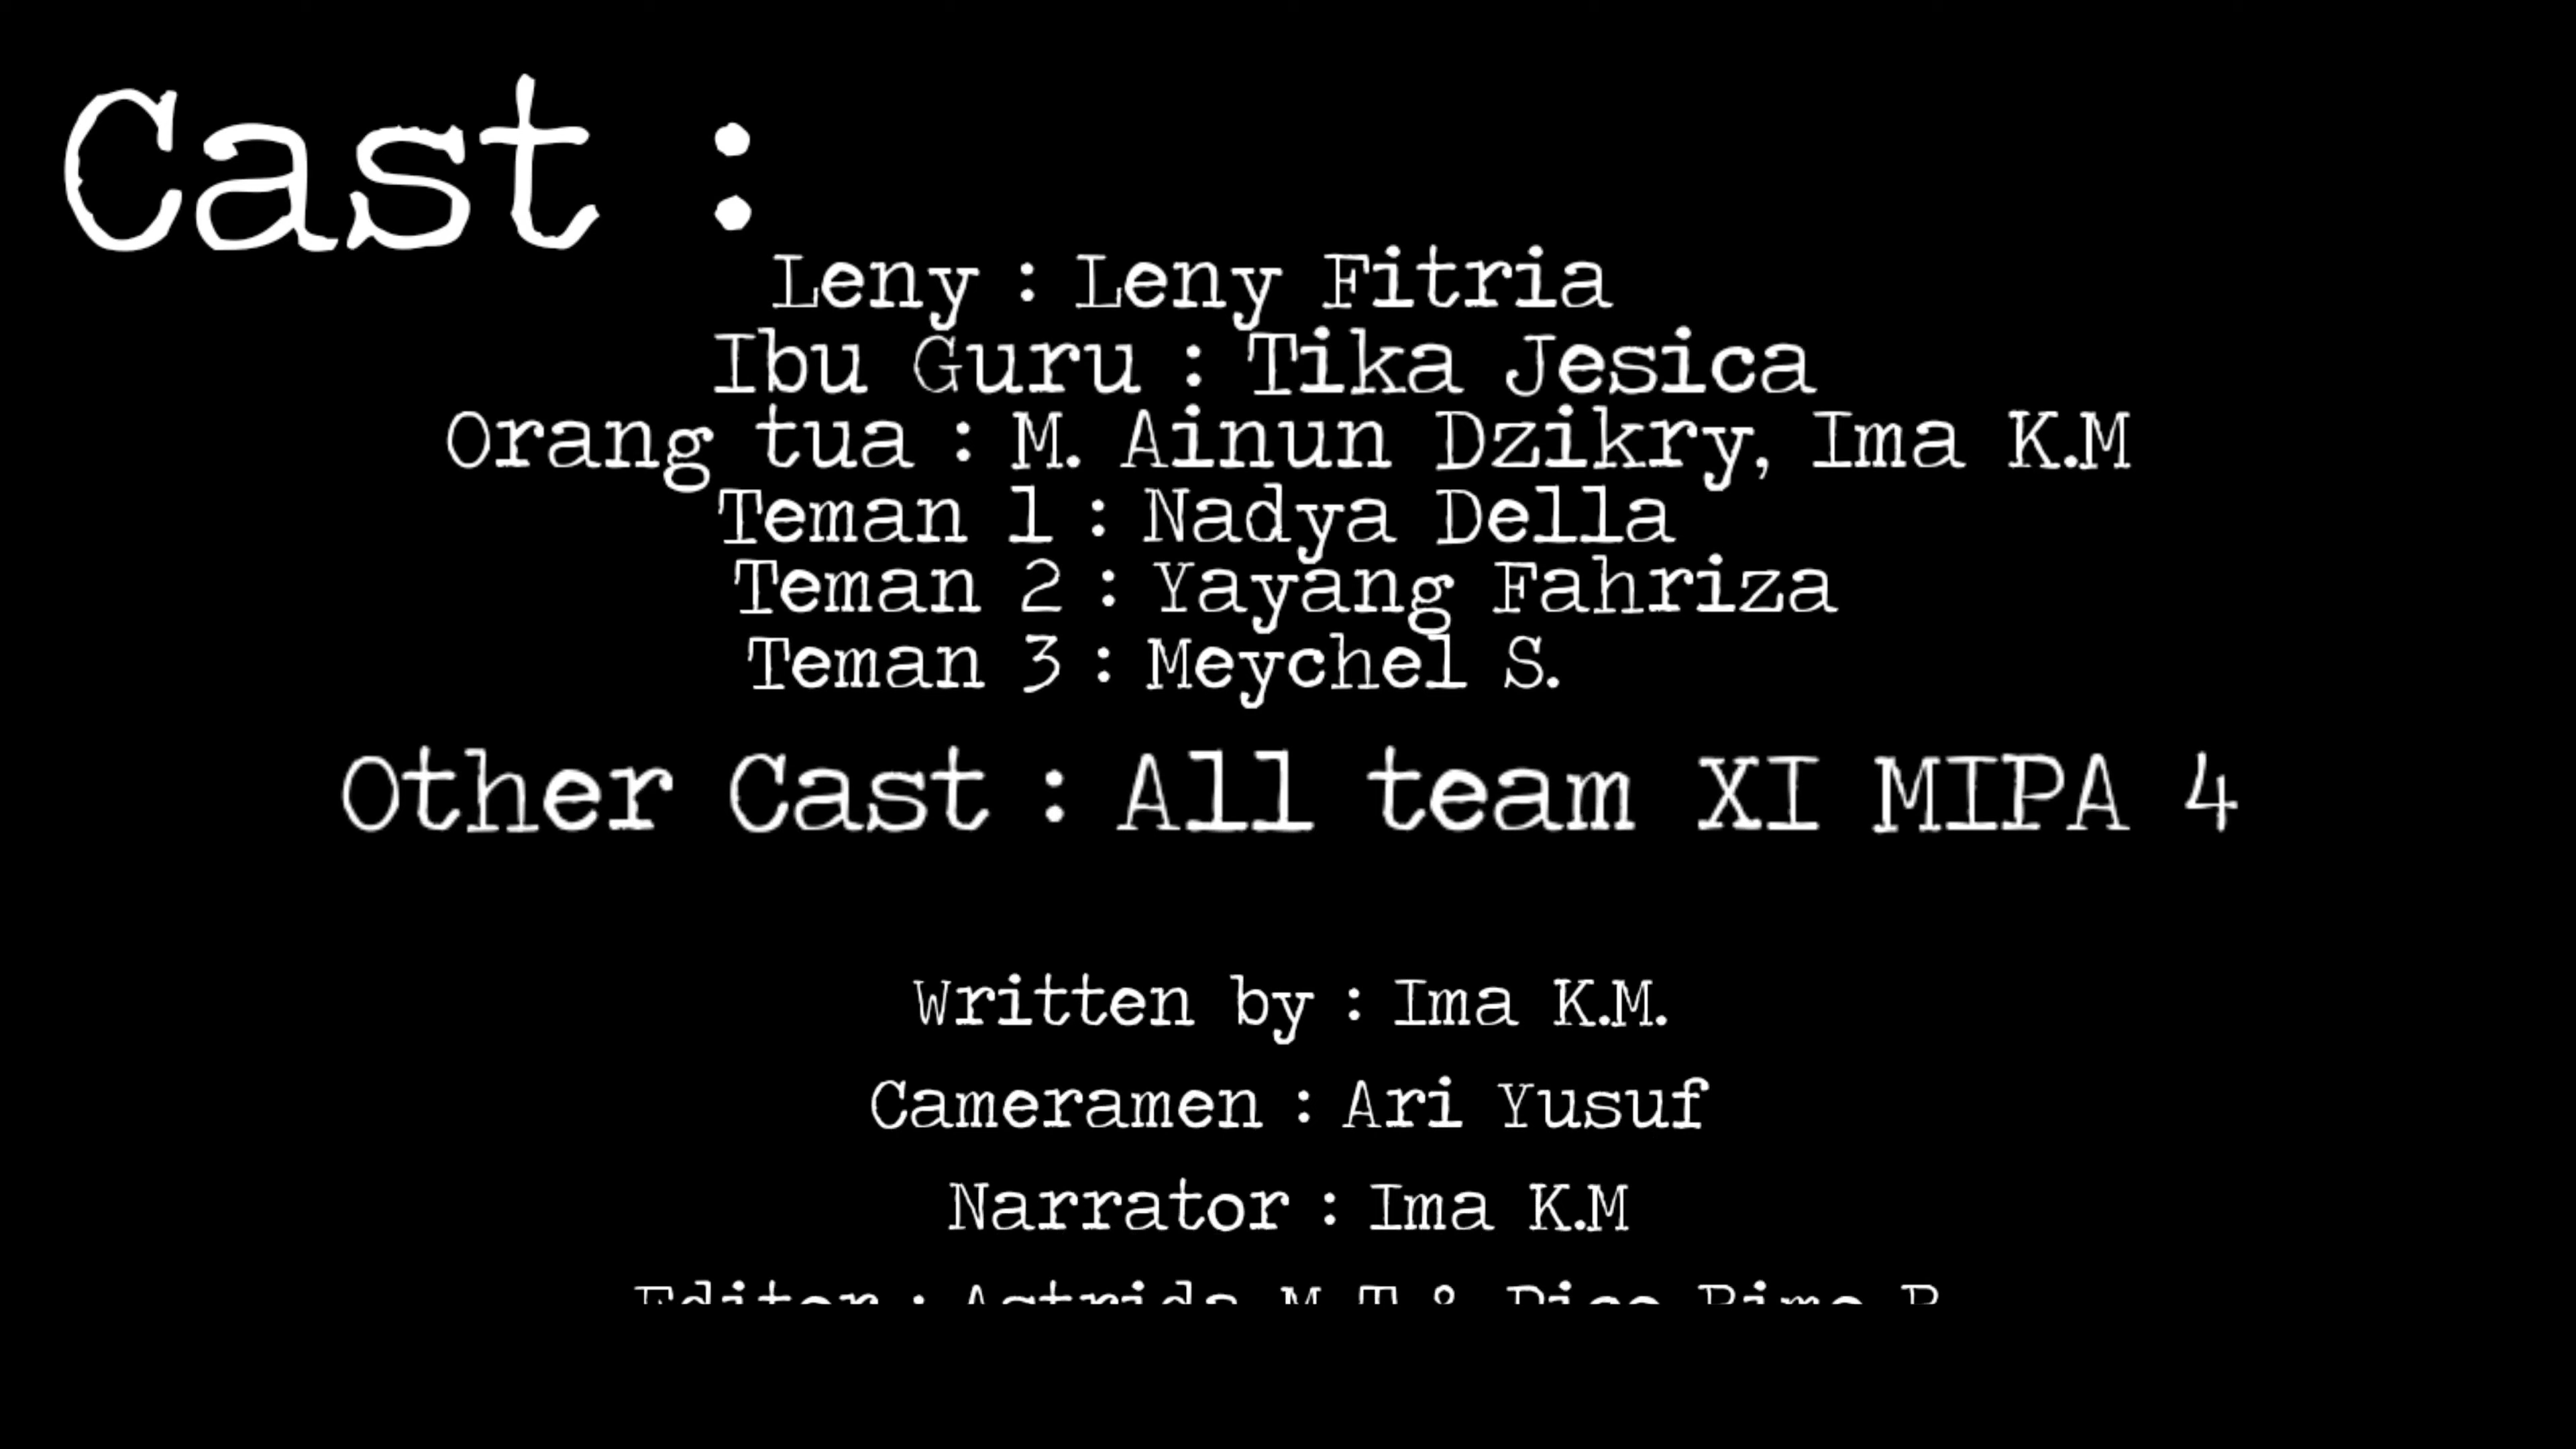 Cast :
Leny : Leny Fitria
Ibu Guru : Tika Jesica
Orang tua : M. Ainun Dzikry, Ima K.M
Teman 1 : Nadya Della
Teman 2 : Yayang Fahriza
Teman 3 : Meychel S.
Other Cast : All team XI MIPA 4
Written by : Ima K.M.
Cameramen : Ari Yusuf
Narrator : Ima K.M
Editor : Astrida M.T &